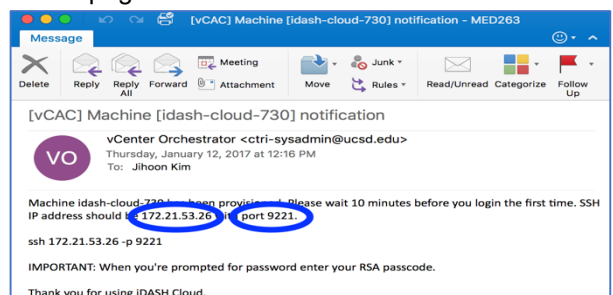 [vCAC] Machine [idash-cloud-730] notification - MED263
Message
Meeting
Attachment
Junk
Rules
Delete Reply Reply All Forward Move Read/Unread Categorize Follow Up
[vCAC] Machine [idash-cloud-730] notification
VO
vCenter Orchestrator <ctri-sysadmin@ucsd.edu>
Thursday, January 12, 2017 at 12:16 PM
To: Jihoon Kim
Machine idash-cloud-730 has been provisioned. Please wait 10 minutes before you login the first time. SSH
IP address should be 172.21.53.26 with port 9221.
ssh 172.21.53.26 -p 9221
IMPORTANT: When you're prompted for password enter your RSA passcode.
Thank you for using iDASH Cloud.